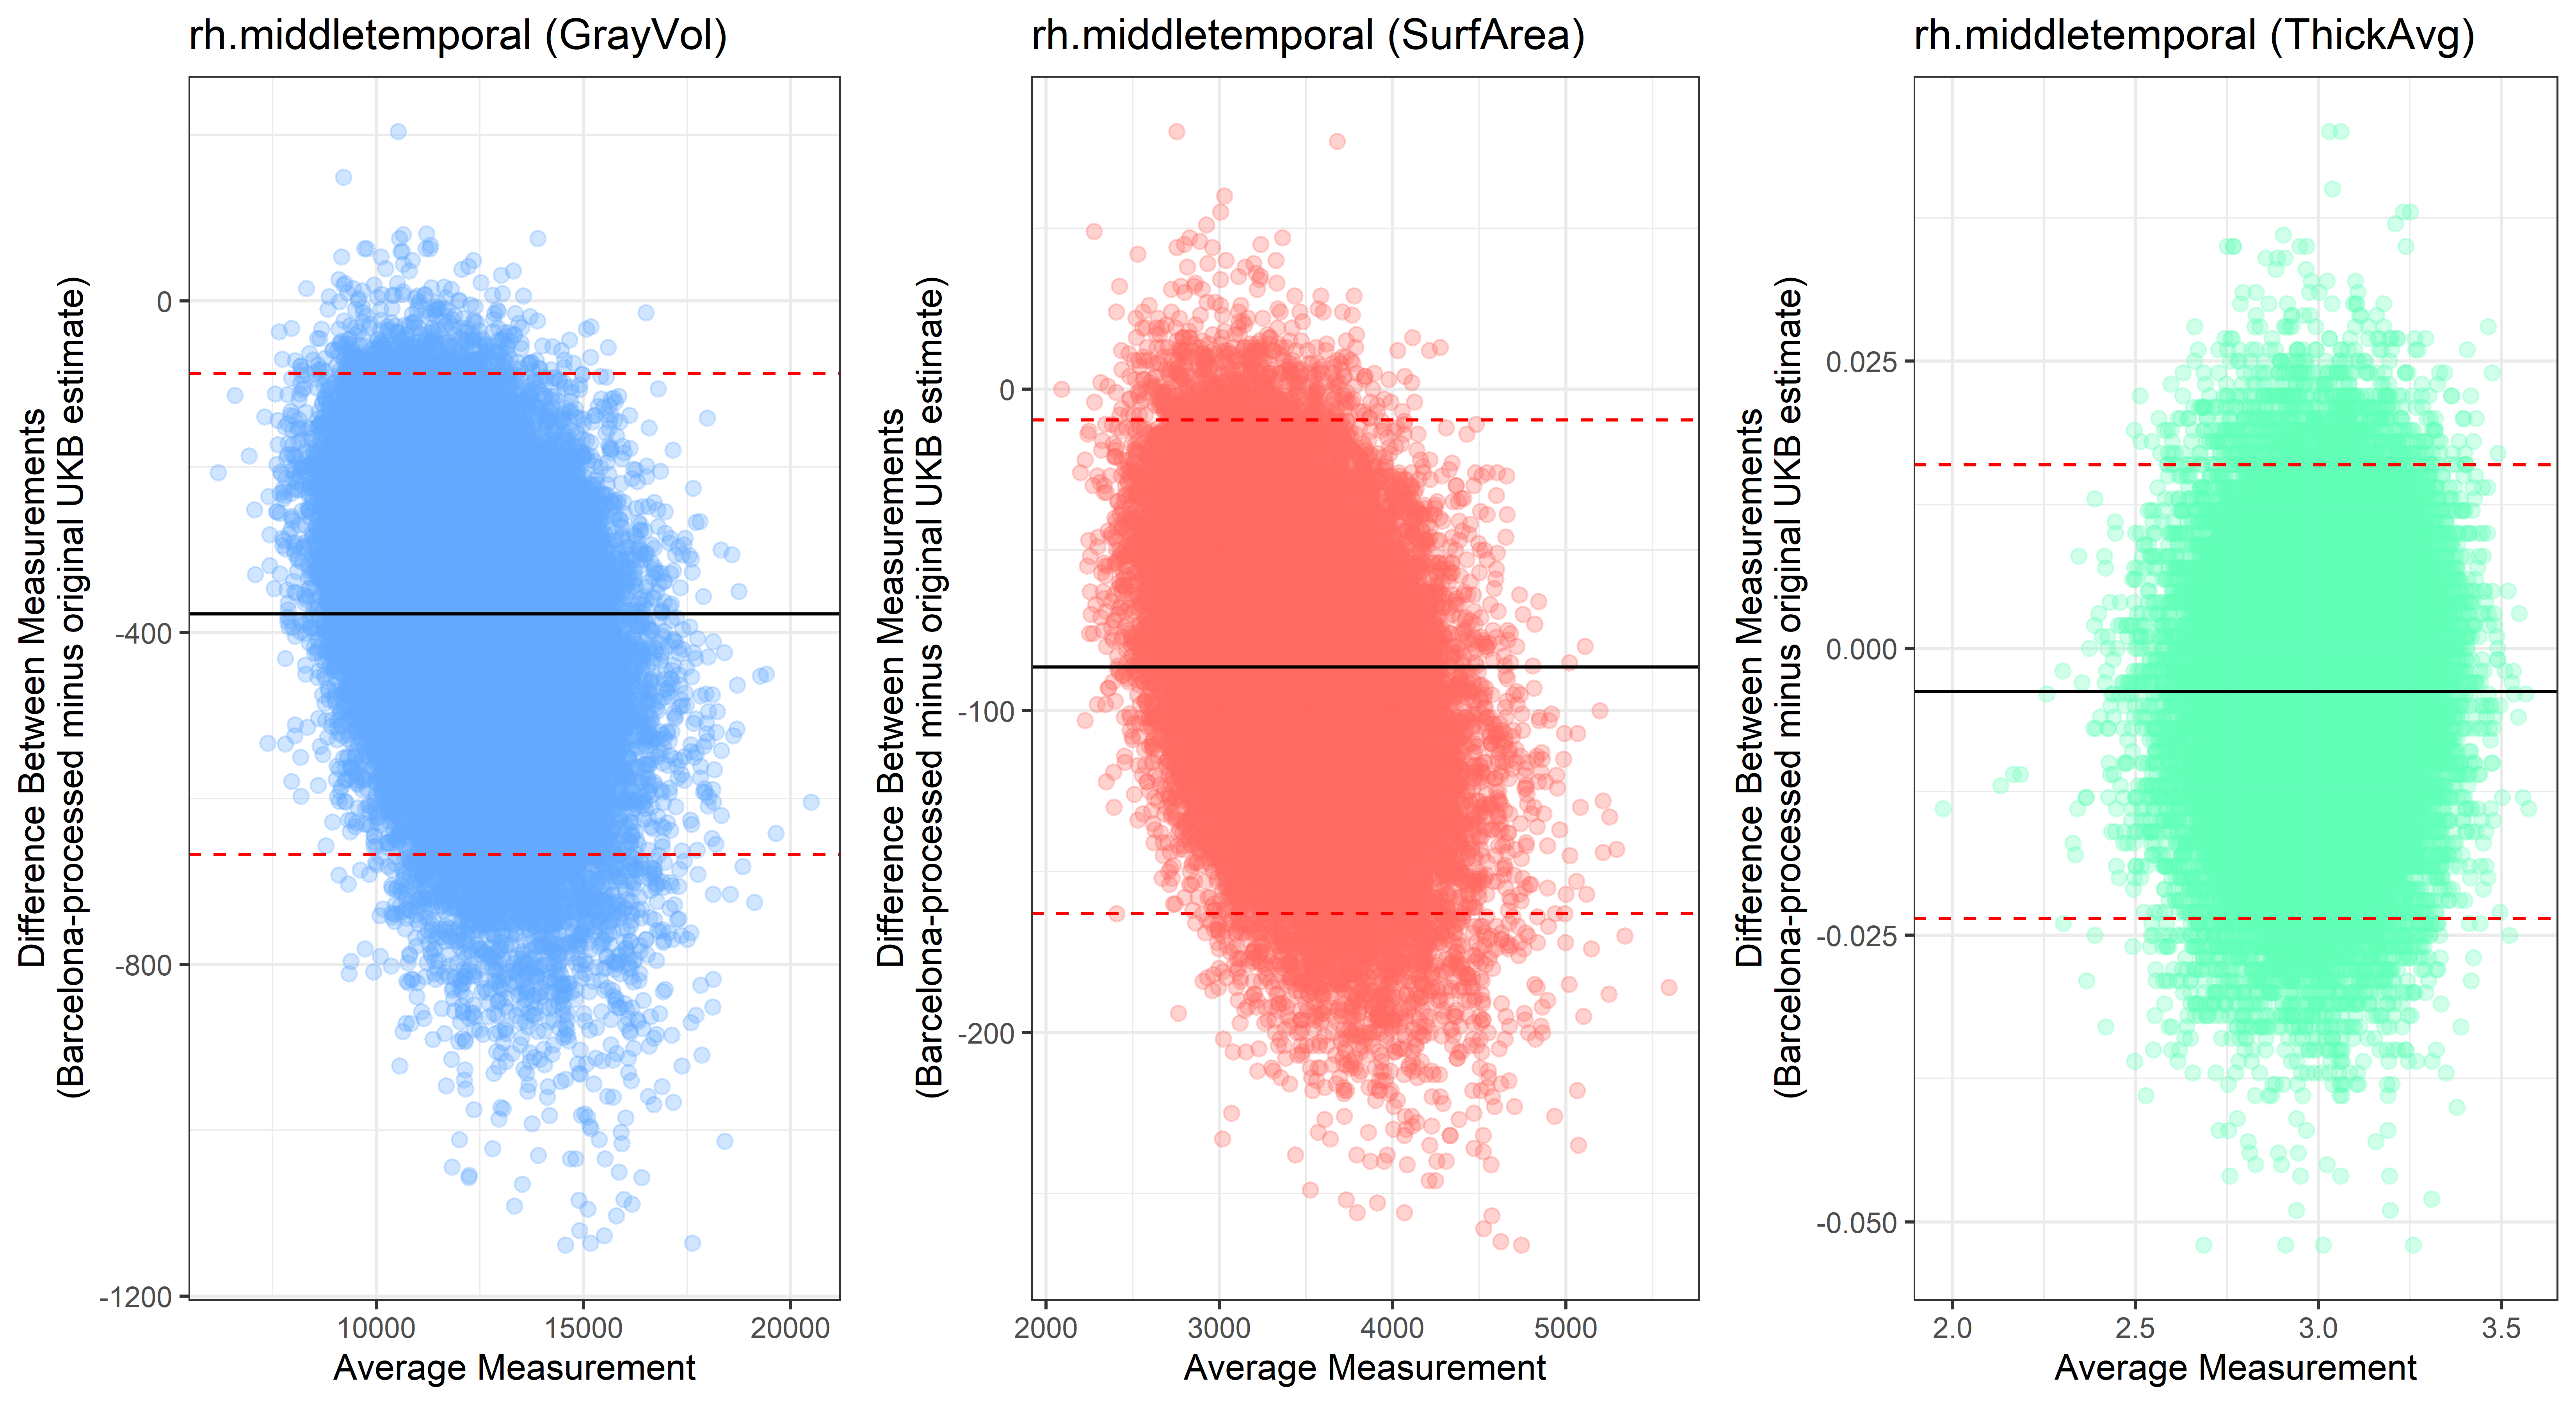 rh.middletemporal (GrayVol)
Difference Between Measurements
(Barcelona-processed minus original UKB estimate)
0
-400
-800
-1200
10000 15000 20000
Average Measurement
rh.middletemporal (SurfArea)
Difference Between Measurements
(Barcelona-processed minus original UKB estimate)
0
-100
-200
2000 3000 4000 5000
Average Measurement
rh.middletemporal (ThickAvg)
Difference Between Measurements
(Barcelona-processed minus original UKB estimate)
0.025
0.000
-0.025
-0.050
2.0 2.5 3.0 3.5
Average Measurement